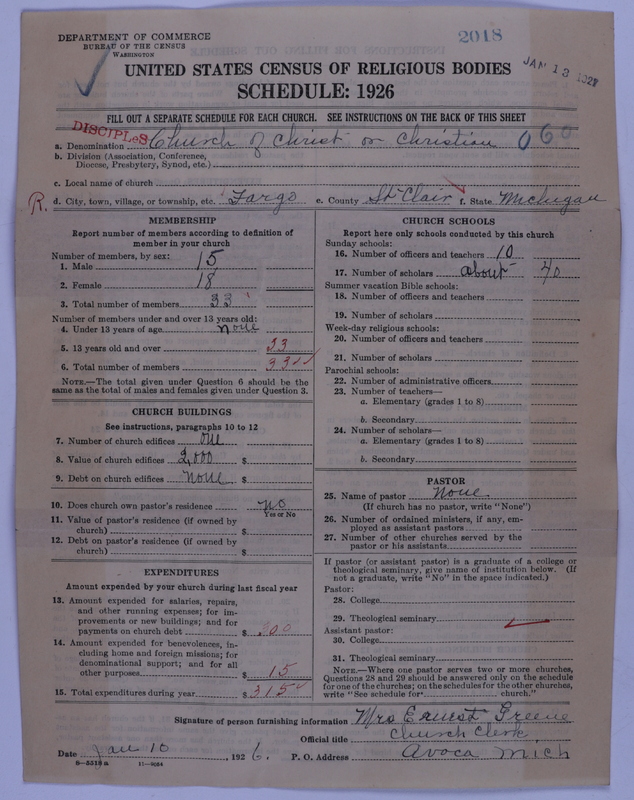 DEPARTMENT OF COMMERCE
BUREAU OF THE CENSUS
WASHINGTON
2018
JAN 13 1927
UNITED STATES CENSUS OF RELIGIOUS BODIES
SCHEDULE: 1926
FILL OUT A SEPARATE SCHEDULE FOR EACH CHURCH. SEE INSTRUCTIONS ON THE BACK OF THIS SHEET
DISCIPLES
a. Denomination Church of Christ or Christian 060
b. Division (Association, Conference,
Diocese, Presbytery, Synod, etc.)
c. Local name of church
R. d. City, town, village, or township, etc. Fargo e. County St Clair f. State Michigan
MEMBERSHIP
Report number of members according to definition of
member in your church
Number of members, by sex:
1. Male 15
2. Female 18
3. Total number of members 33
Number of members under and over 13 years old:
4. Under 13 years of age none
5. 13 years old and over 33
6. Total number of members 33
NOTE.—The total given under Question 6 should be
same as the total of males and females given under Question 3.
CHURCH BUILDINGS
See instructions, paragraphs 10 to 12
7. Number of church edifices one
8. Value of church edifices 2,000 $
9. Debt on church edifices none $
10. Does church own pastor's residence no
Yes or No
11. Value of pastor's residence (if owned by
church) $
12. Debt on pastor's residence (if owned by
church) $
EXPENDITURES
Amount expended by your church during last fiscal year
13. Amount expended for salaries, repairs,
and other running expenses; for im-
provements or new buildings; and for
payments on church debt $ 300
14. Amount expended for benevolences, in-
cluding home and foreign missions; for
denominational support; and for all
other purposes $ 15
15. Total expenditures during year $ 315
CHURCH SCHOOLS
Report here only schools conducted by this church
Sunday schools:
16. Number of officers and teachers 10
17. Number of scholars about 40
Summer vacation Bible schools:
18. Number of officers and teachers
19. Number of scholars
Week-day religious schools:
20. Number of officers and teachers
21. Number of scholars
Parochial schools:
22. Number of administrative officers
23. Number of teachers—
a. Elementary (grades 1 to 8)
b. Secondary
24. Number of scholars—
a. Elementary (grades 1 to 8)
b. Secondary
PASTOR
25. Name of pastor None
(If church has no pastor, write "None")
26. Number of ordained ministers, if any, em-
ployed as assistant pastors
27. Number of other churches served by the
pastor or his assistants
If pastor (or assistant pastor) is a graduate of a college or
theological seminary, give name of institution below. (If
not a graduate, write "No" in the space indicated.)
Pastor:
28. College
29. Theological seminary
Assistant pastor:
30. College
31. Theological seminary
NOTE.—Where one pastor serves two or more churches,
Questions 28 and 29 should be answered only on the schedule
for one of the churches; on the schedules for the other churches,
write "See schedule for church."
Signature of person furnishing information Mrs Ernest Greene
Official title Church Clerk
Date Jan 10 1926. P. O. Address Avoca Mich
8—5519 a 11—9054